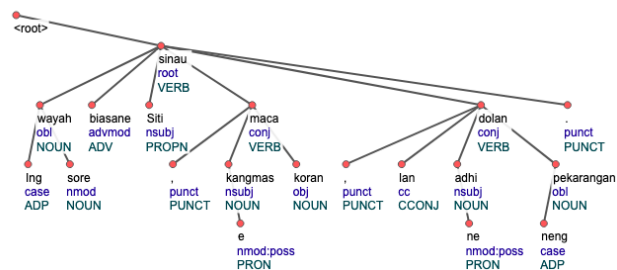 <root>
sinau
root
VERB
wayah biasane Siti maca dolan .
obl advmod nsubj conj conj punct
NOUN ADV PROPN VERB VERB PUNCT
Ing sore , kangmas koran , lan adhi pekarangan
case nmod punct nsubj obj punct cc nsubj obl
ADP NOUN PUNCT NOUN NOUN PUNCT CCONJ NOUN NOUN
e ne neng
nmod:poss nmod:poss case
PRON PRON ADP